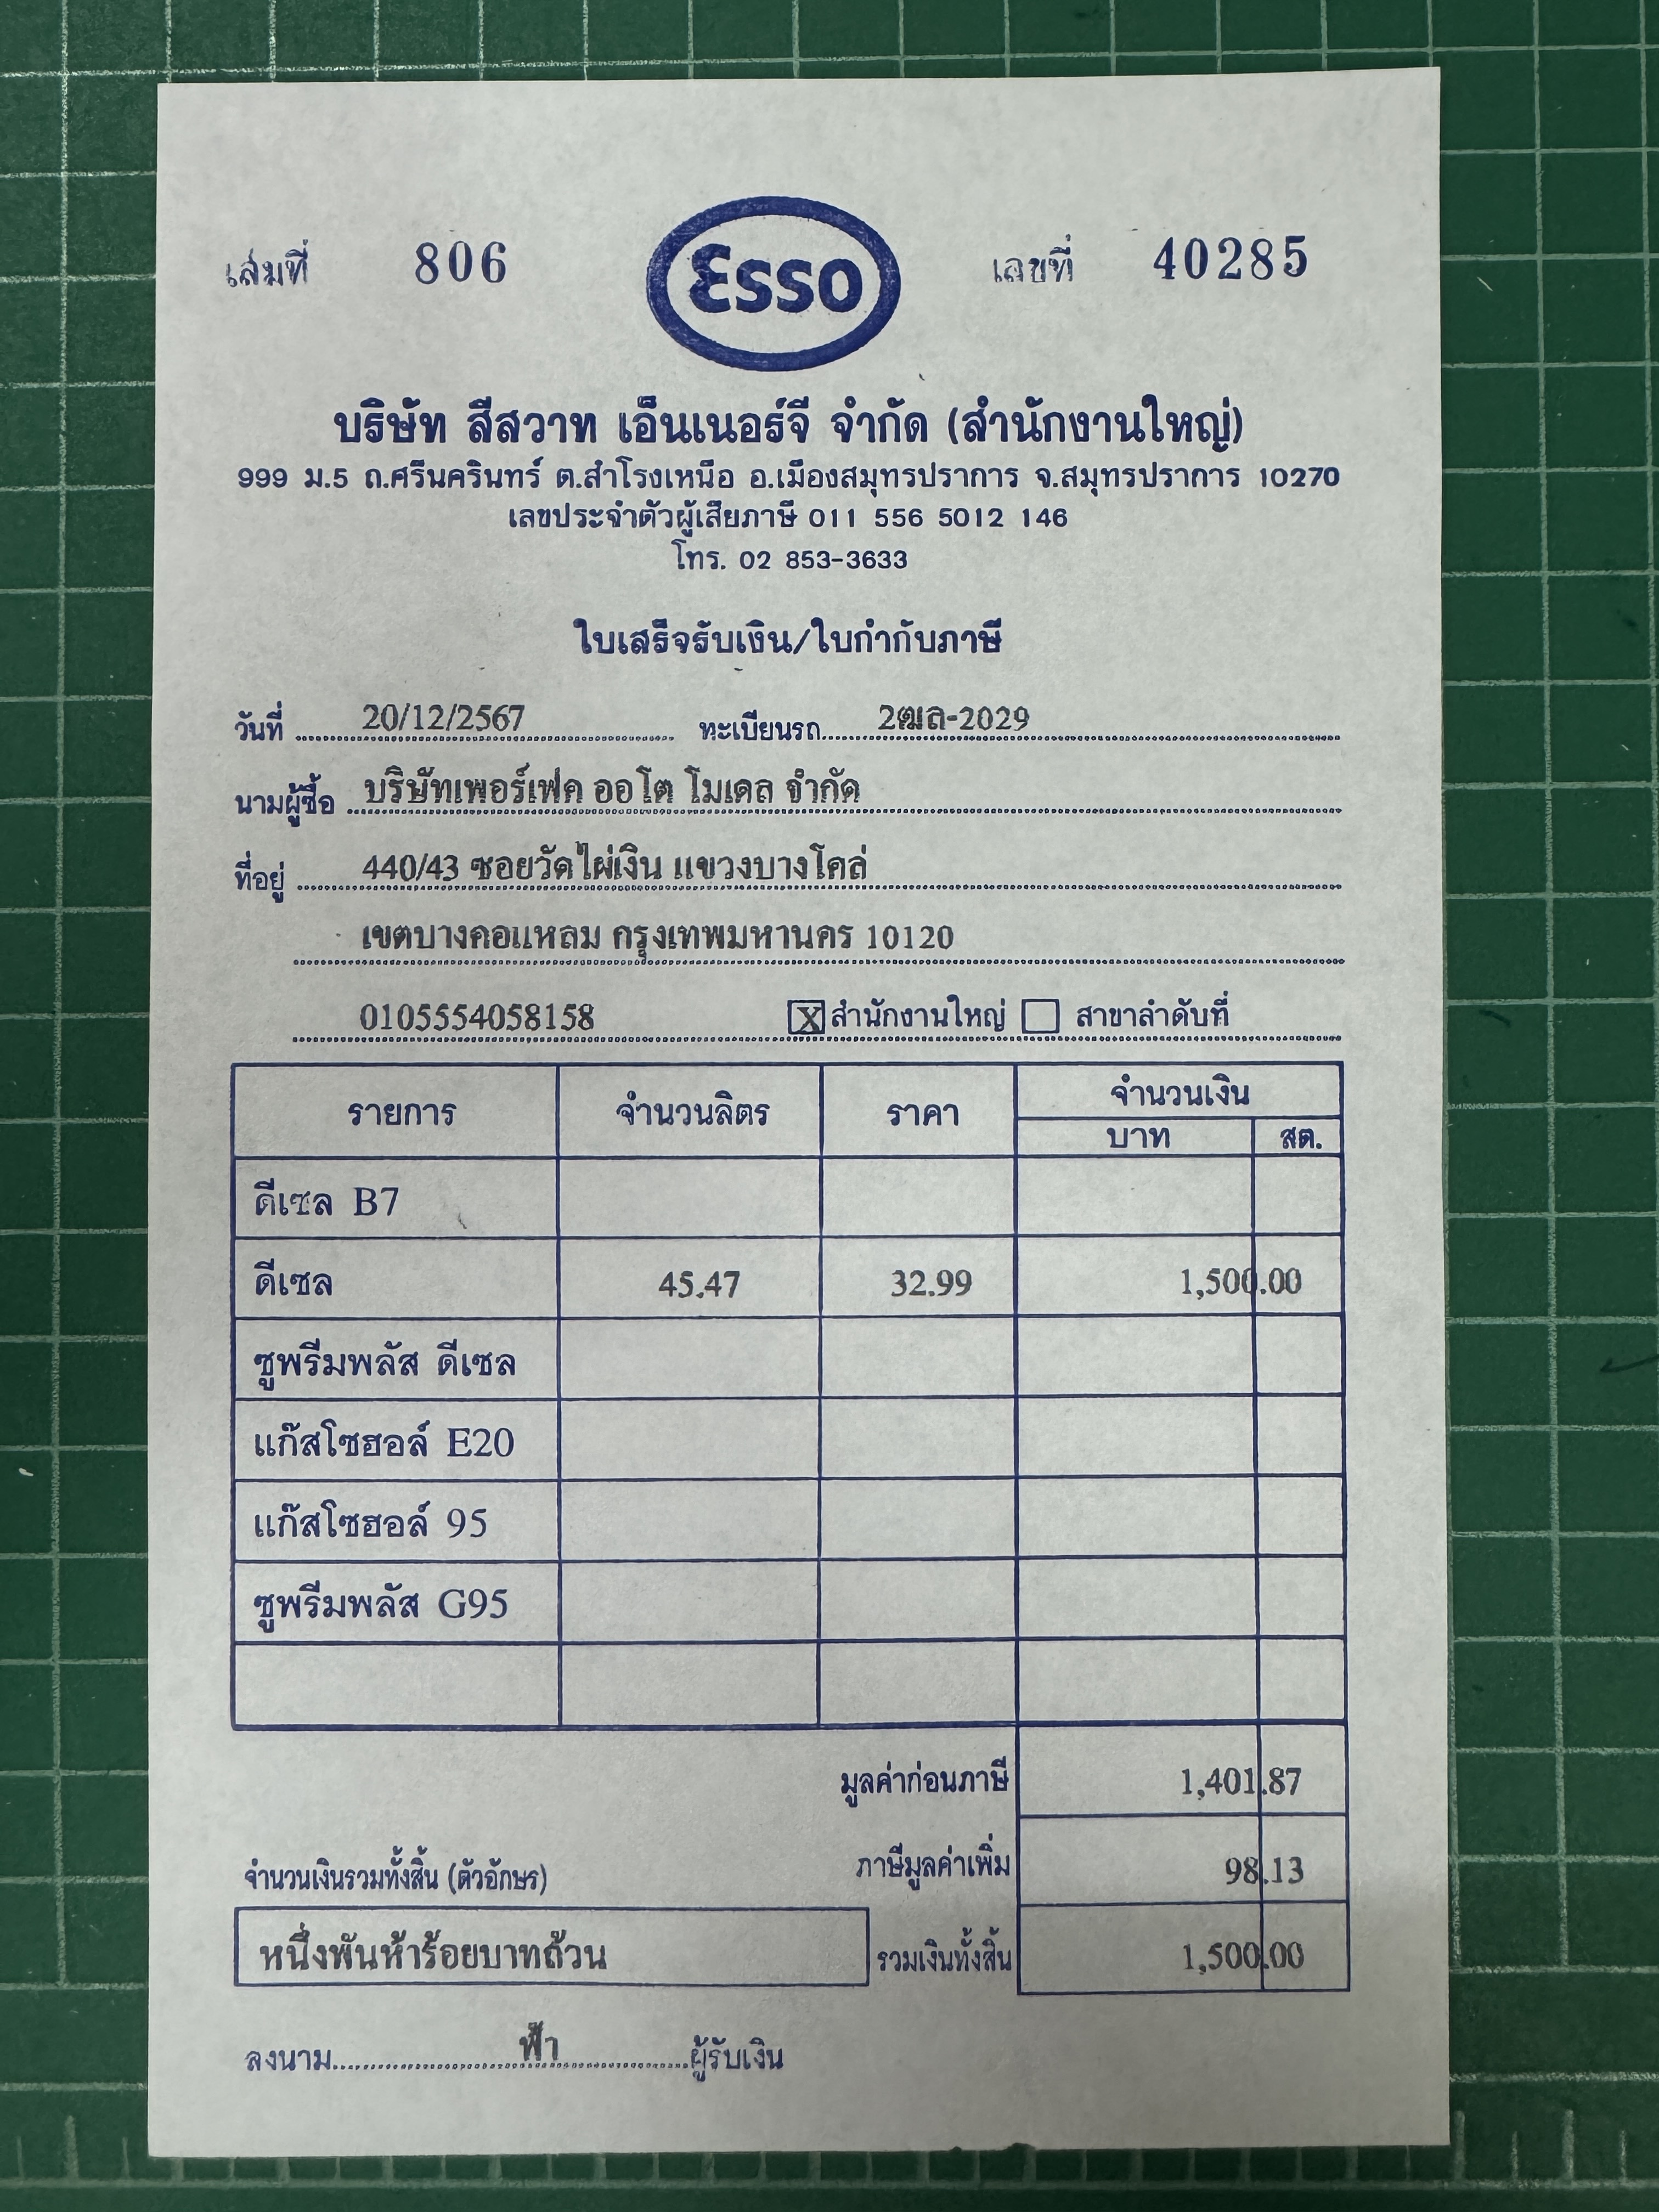 เล่มที่ 806 Esso เลขที่ 40285
บริษัท สีสวาท เอ็นเนอร์จี จำกัด (สำนักงานใหญ่)
999 ม.5 ถ.ศรีนครินทร์ ต.สำโรงเหนือ อ.เมืองสมุทรปราการ จ.สมุทรปราการ 10270
เลขประจำตัวผู้เสียภาษี 011 556 5012 146
โทร. 02 853-3633
ใบเสร็จรับเงิน/ใบกำกับภาษี
วันที่ 20/12/2567 ทะเบียนรถ 2ฒล-2029
นามผู้ซื้อ บริษัทเพอร์เฟค ออโต โมเดล จำกัด
ที่อยู่ 440/43 ซอยวัดไผ่เงิน แขวงบางโคล่
เขตบางคอแหลม กรุงเทพมหานคร 10120
0105554058158 X สำนักงานใหญ่ สาขาลำดับที่
รายการ จำนวนลิตร ราคา จำนวนเงิน
บาท สต.
ดีเซล B7
ดีเซล 45.47 32.99 1,500.00
ซูพรีมพลัส ดีเซล
แก๊สโซฮอล์ E20
แก๊สโซฮอล์ 95
ซูพรีมพลัส G95
มูลค่าก่อนภาษี 1,401.87
จำนวนเงินรวมทั้งสิ้น (ตัวอักษร) ภาษีมูลค่าเพิ่ม 98.13
หนึ่งพันห้าร้อยบาทถ้วน รวมเงินทั้งสิ้น 1,500.00
ลงนาม ฟ้า ผู้รับเงิน